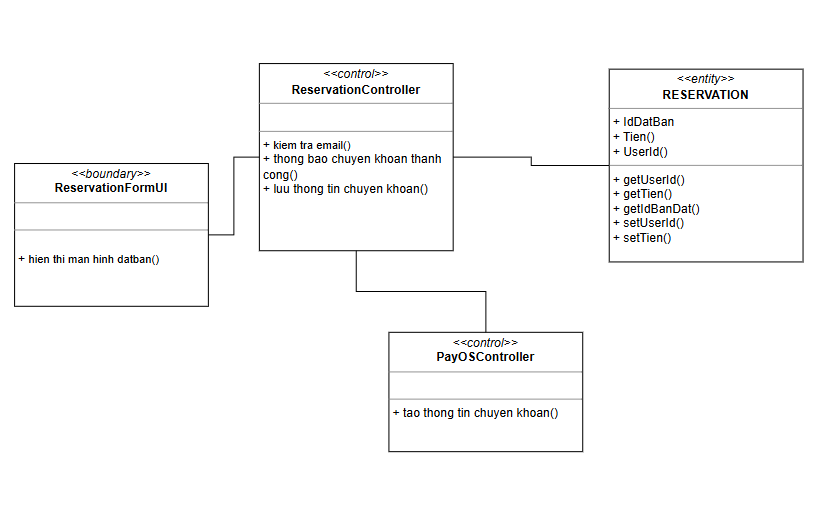 <<control>>
ReservationController
+ kiem tra email()
+ thong bao chuyen khoan thanh
cong()
+ luu thong tin chuyen khoan()
<<entity>>
RESERVATION
+ IdDatBan
+ Tien()
+ UserId()
+ getUserId()
+ getTien()
+ getIdBanDat()
+ setUserId()
+ setTien()
<<boundary>>
ReservationFormUI
+ hien thi man hinh datban()
<<control>>
PayOSController
+ tao thong tin chuyen khoan()